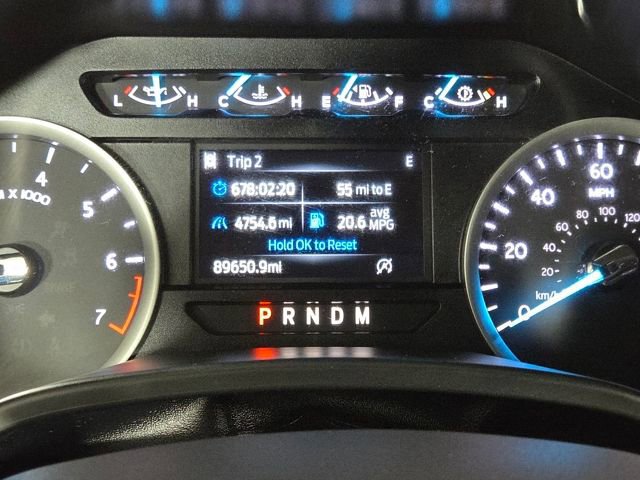 L H C H E F C H
Trip 2 E
678:02:20 55 mi to E
4754.6 mi 20.6 avg MPG
Hold OK to Reset
89650.9mi
P R N D M
X 1000
4
5
6
7
0 20 40 60
MPH
20 40 60 80 100 120
km/